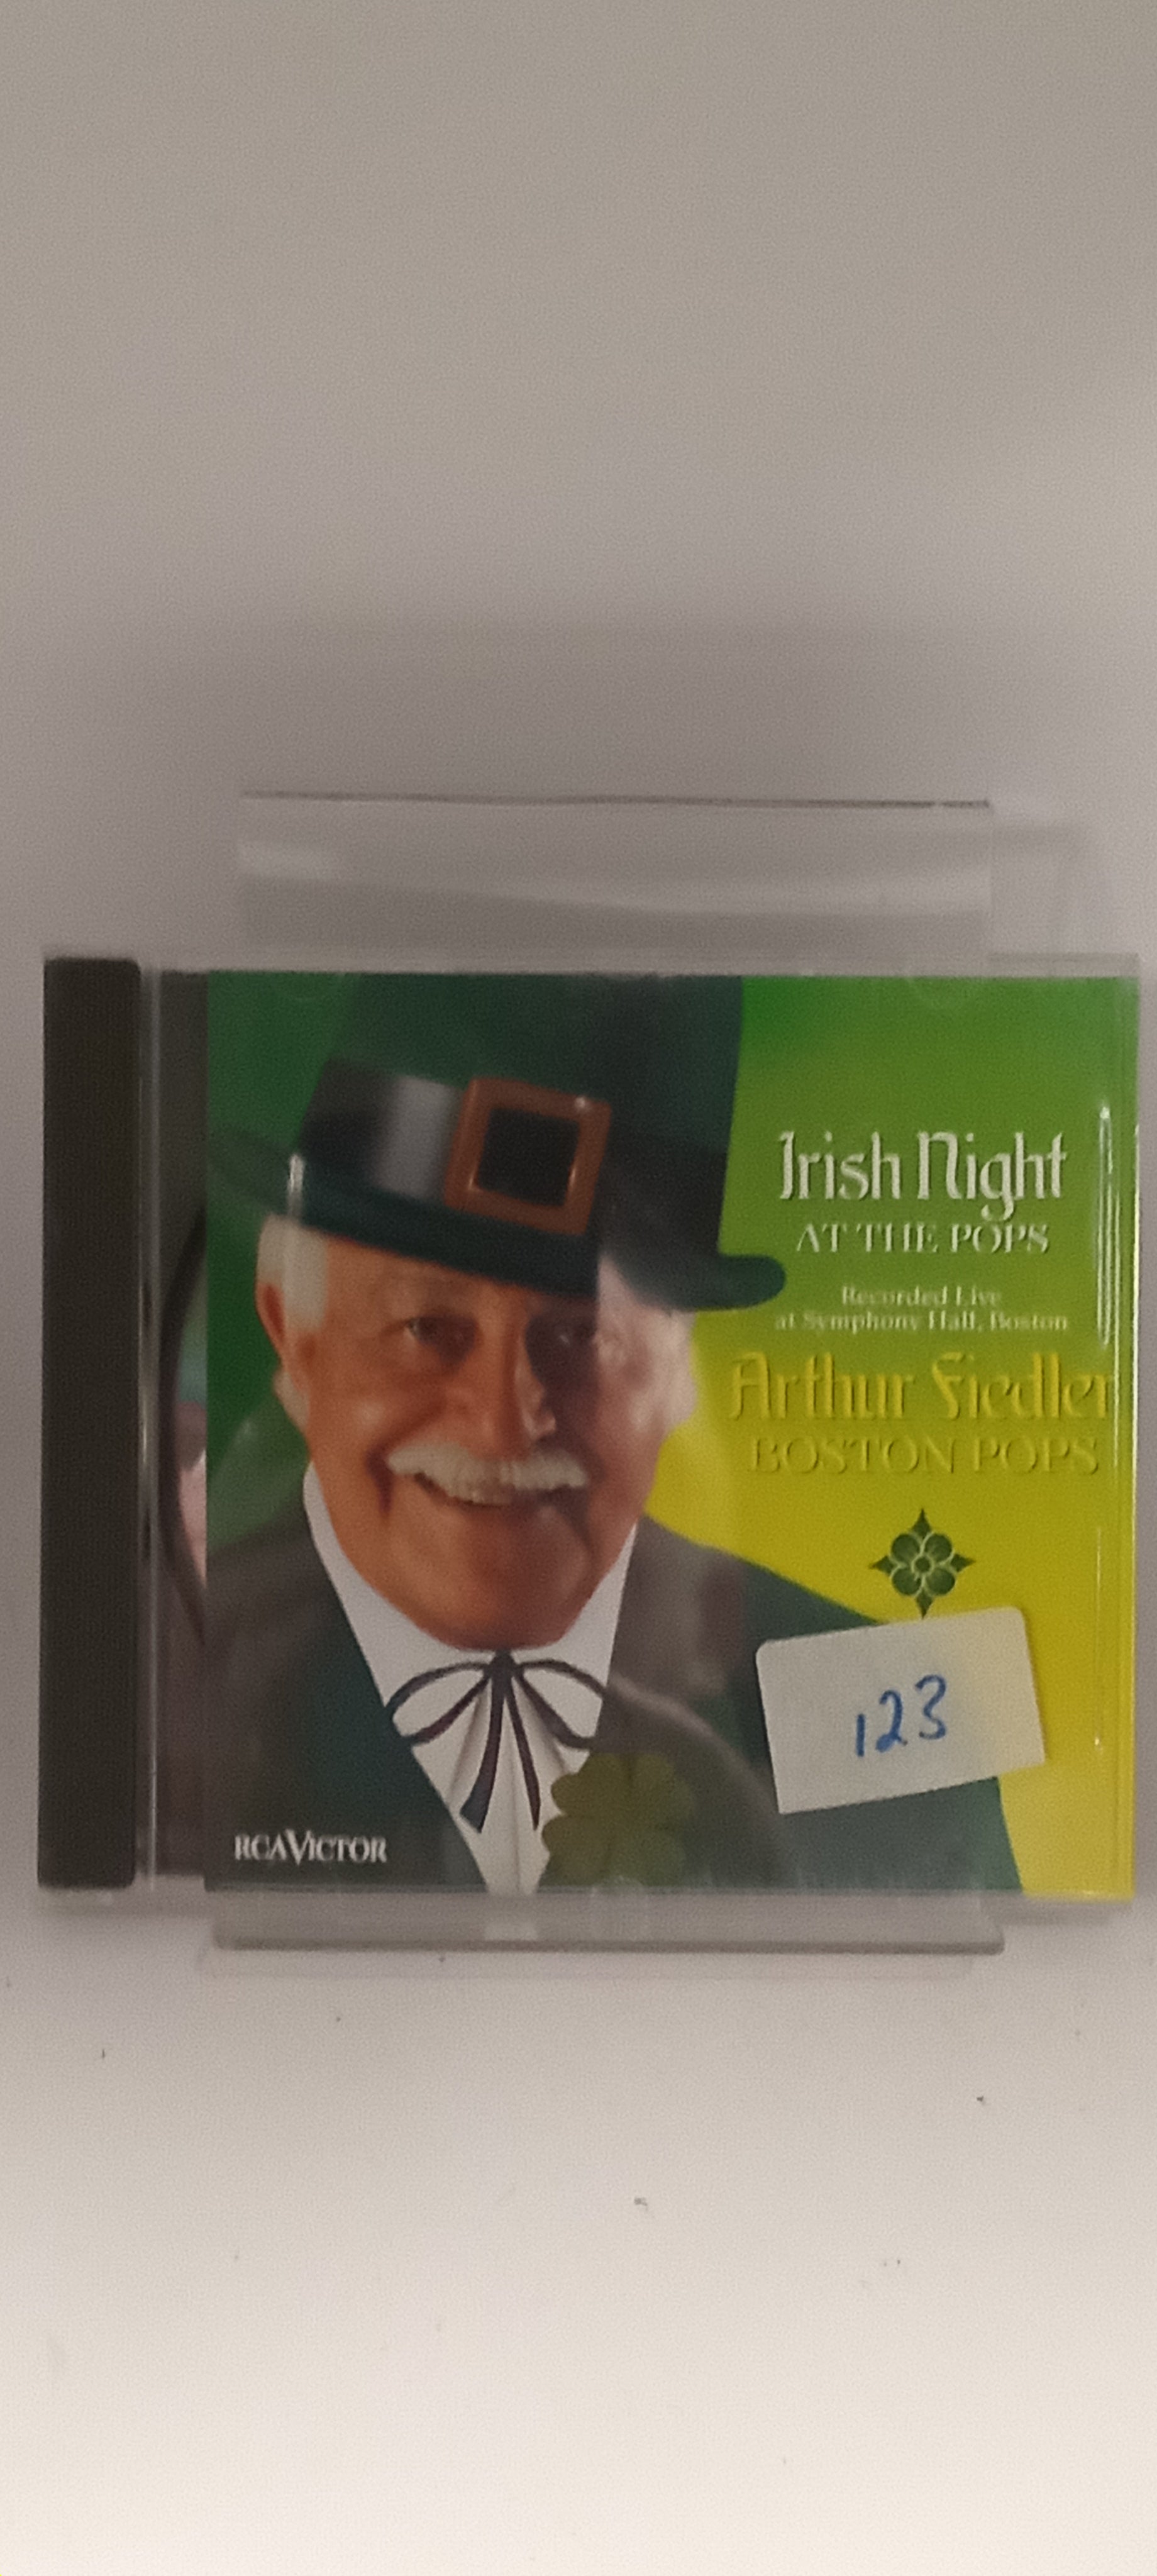 Irish Night
AT THE POPS
Recorded Live
at Symphony Hall, Boston
Arthur Fiedler
BOSTON POPS
123
RCA VICTOR